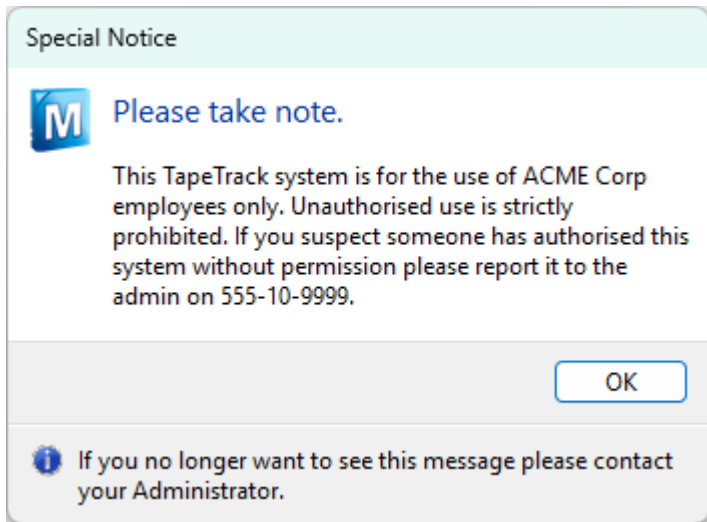 Special Notice
M
Please take note.
This TapeTrack system is for the use of ACME Corp
employees only. Unauthorised use is strictly
prohibited. If you suspect someone has authorised this
system without permission please report it to the
admin on 555-10-9999.
OK
If you no longer want to see this message please contact
your Administrator.